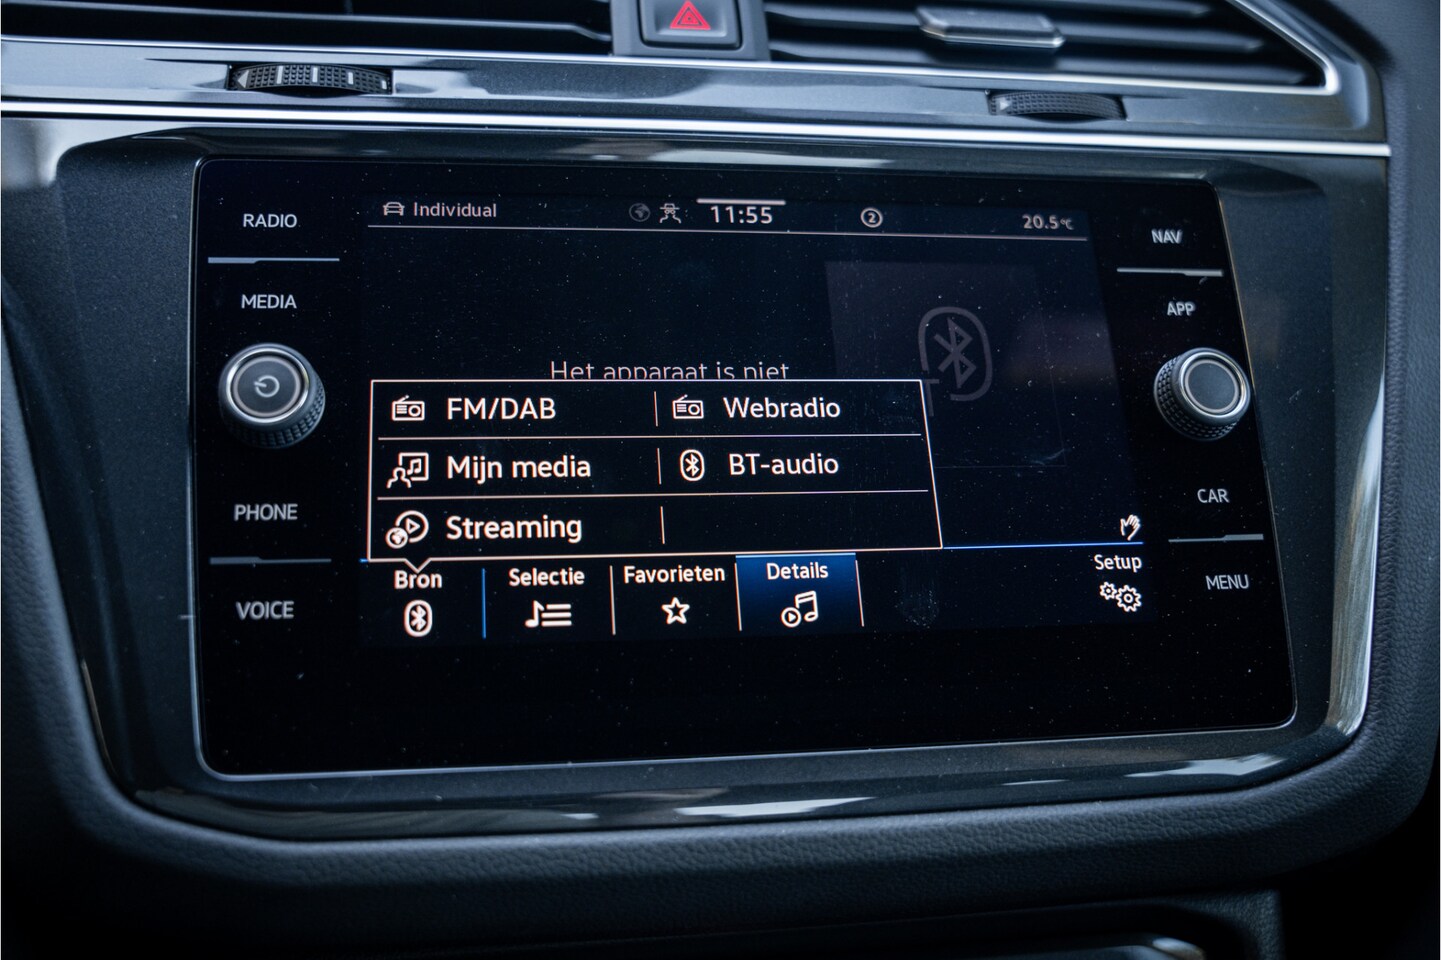 RADIO
MEDIA
PHONE
VOICE
Individual
11:55
2
20.5°C
Het apparaat is niet
FM/DAB
Webradio
Mijn media
BT-audio
Streaming
Bron
Selectie
Favorieten
Details
Setup
NAV
APP
CAR
MENU